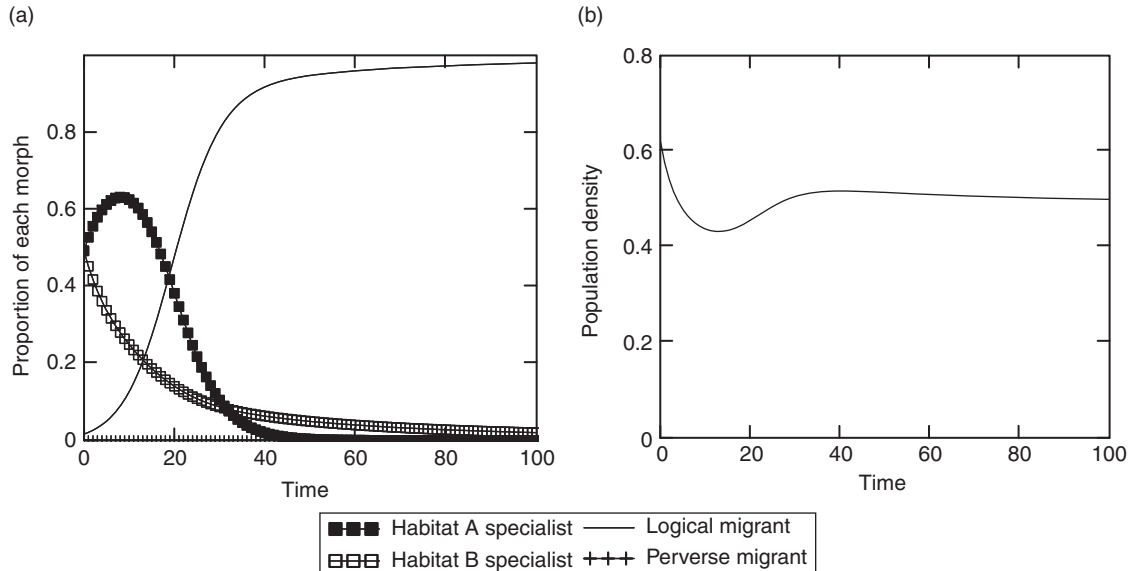 (a)
(b)
Proportion of each morph
0.8
0.6
0.4
0.2
0
0
20
40
60
80
100
Time
Population density
0.8
0.6
0.4
0.2
0
0
20
40
60
80
100
Time
Habitat A specialist
Logical migrant
Habitat B specialist
Perverse migrant